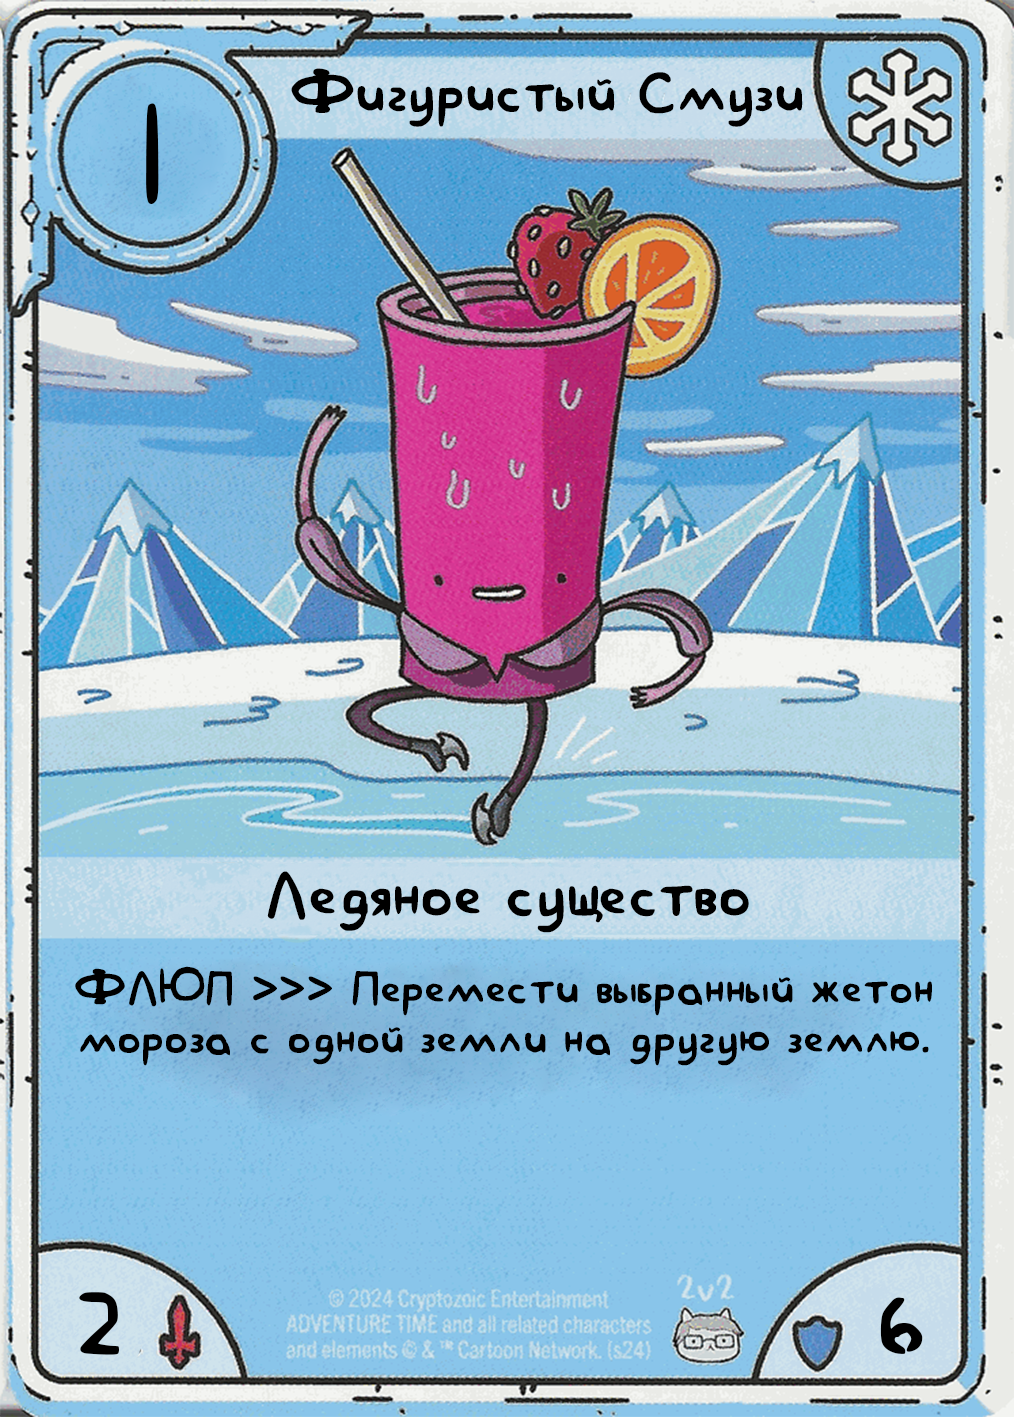 1
Фигуристый Смузи
Ледяное существо
ФЛЮП >>> Перемести выбранный жетон
мороза с одной земли на другую землю.
2
© 2024 Cryptozoic Entertainment
ADVENTURE TIME and all related characters
and elements © & ™ Cartoon Network. (s24)
2v2
6